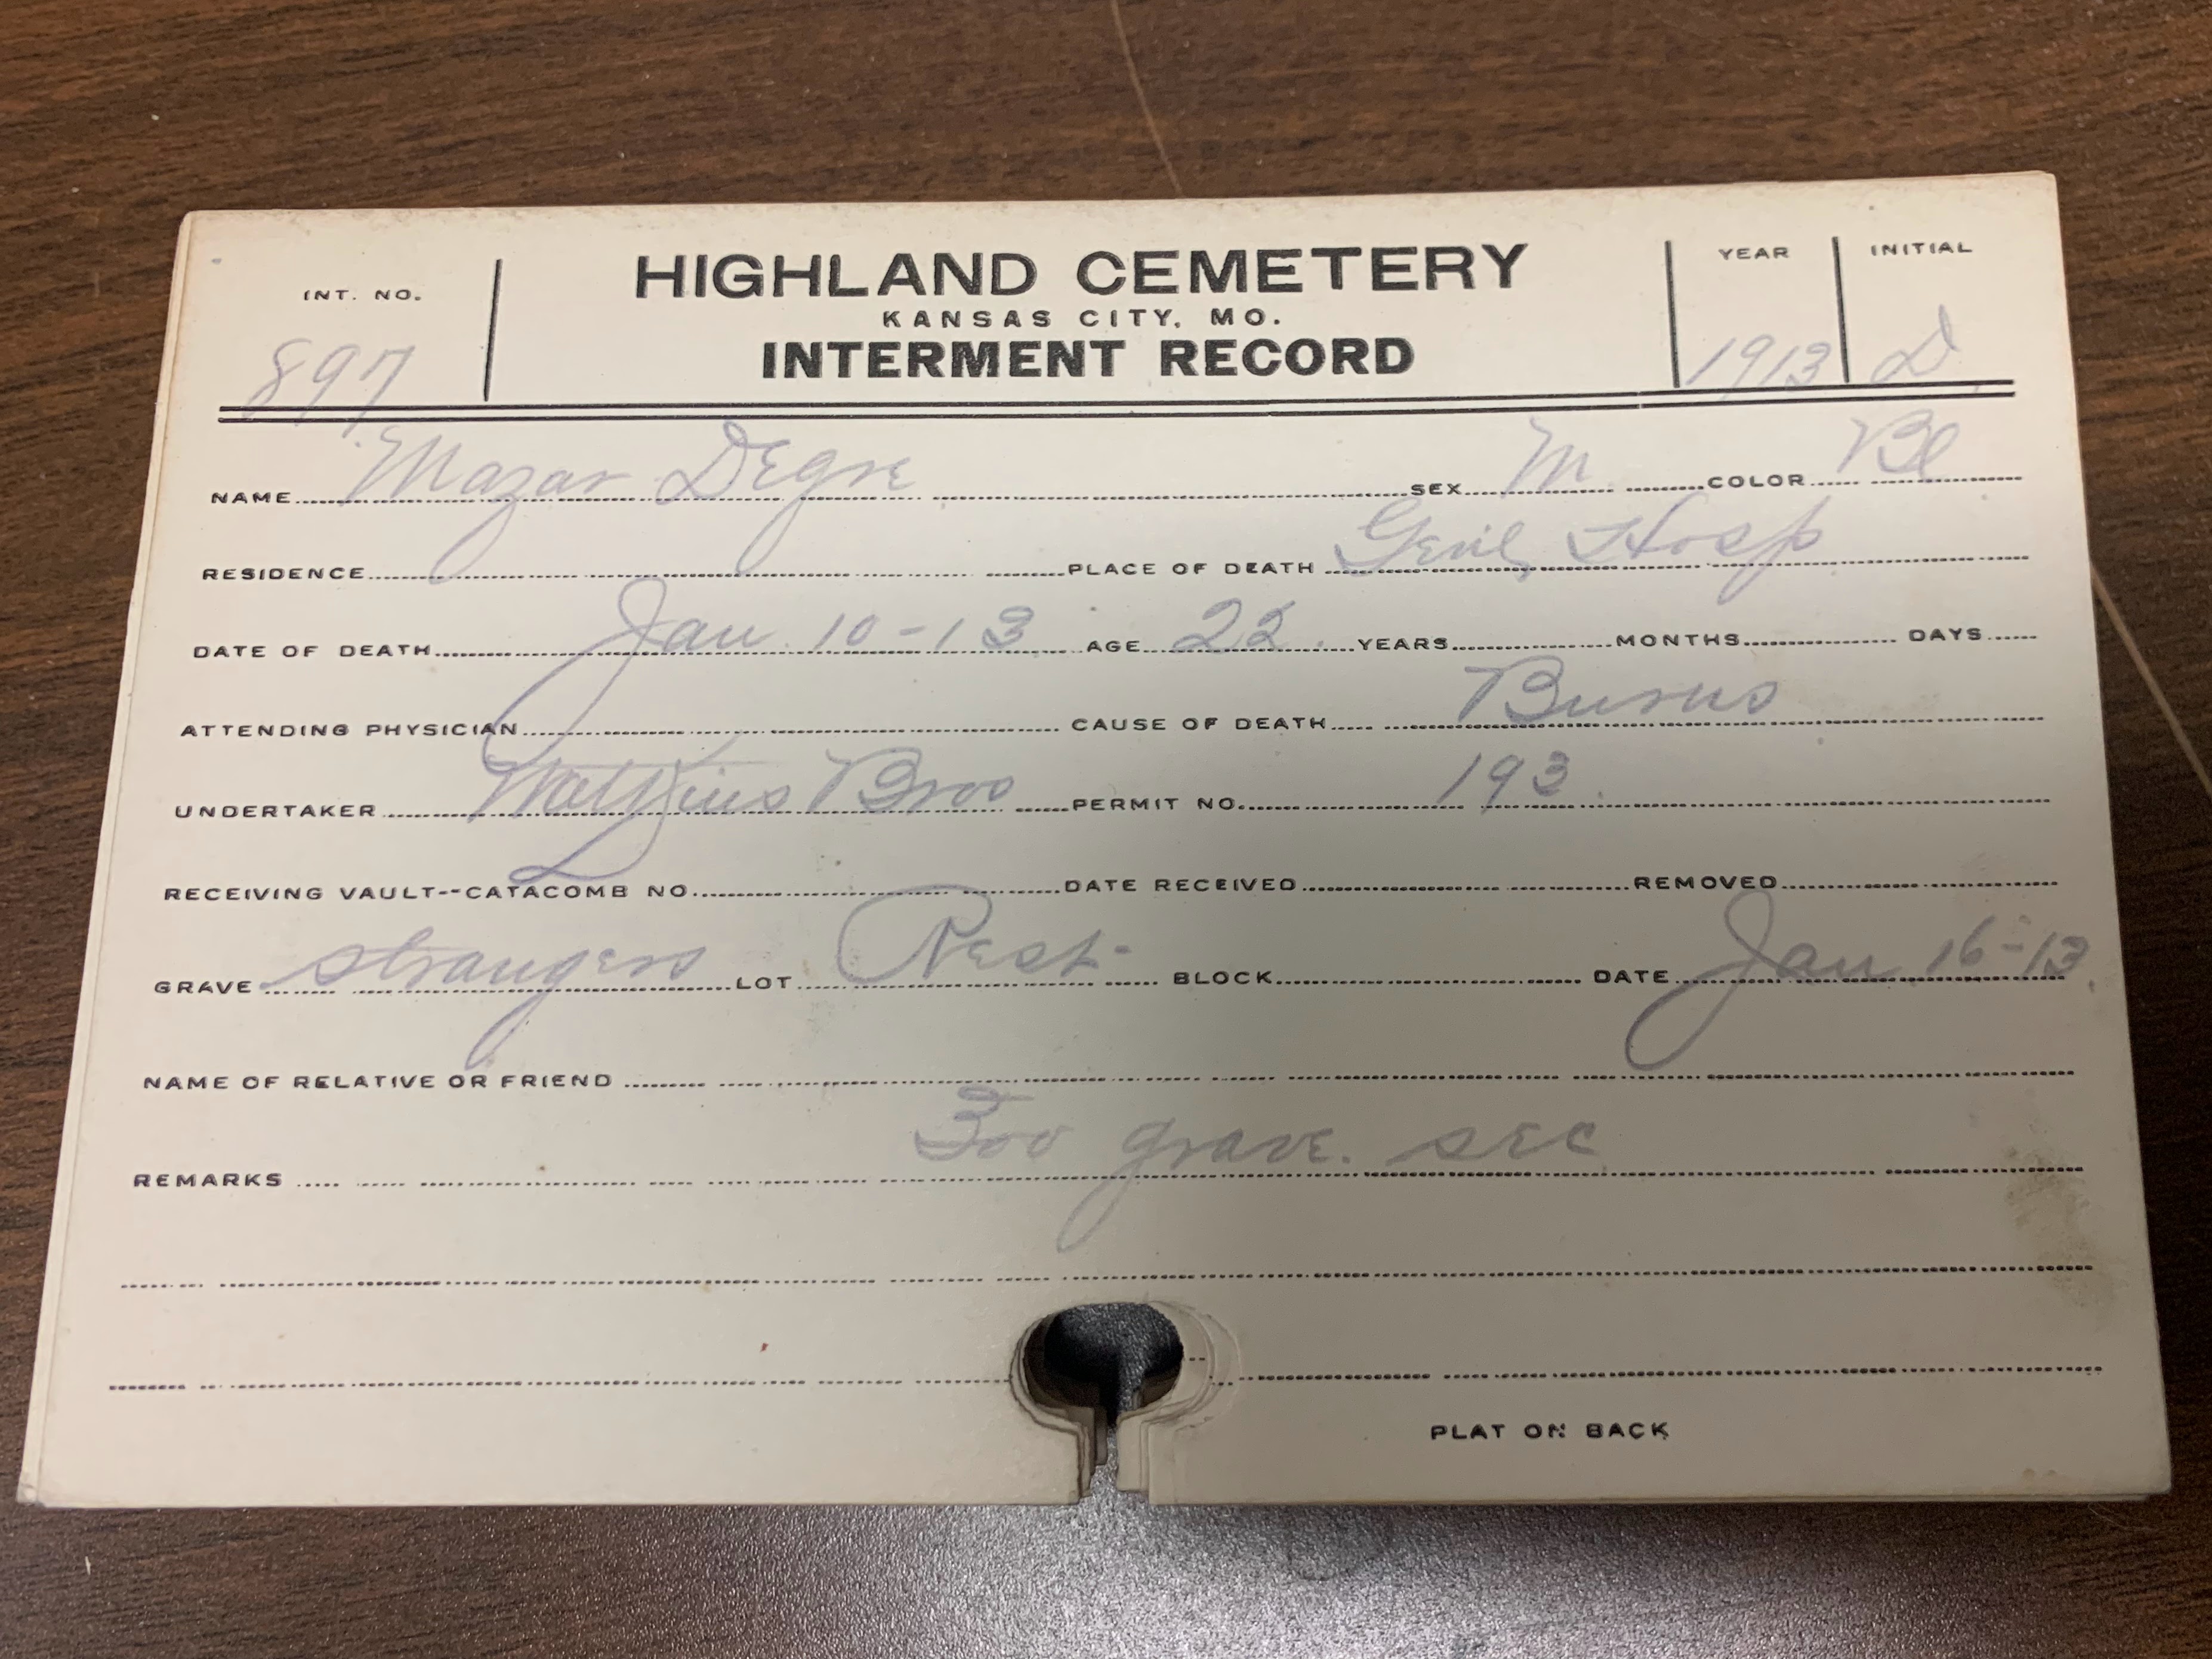 INT. NO. HIGHLAND CEMETERY YEAR INITIAL
KANSAS CITY, MO.
897 INTERMENT RECORD 1913 D.
NAME Mazar Degre SEX M. COLOR Bl
RESIDENCE PLACE OF DEATH Genl, Hosp
DATE OF DEATH Jan. 10-13. AGE 22. YEARS MONTHS DAYS
ATTENDING PHYSICIAN CAUSE OF DEATH Burns
UNDERTAKER Watkins Bros PERMIT NO. 193.
RECEIVING VAULT--CATACOMB NO. DATE RECEIVED REMOVED
GRAVE strangers LOT Rest BLOCK DATE Jan 16-13
NAME OF RELATIVE OR FRIEND
REMARKS 300 grave. sec
PLAT ON BACK